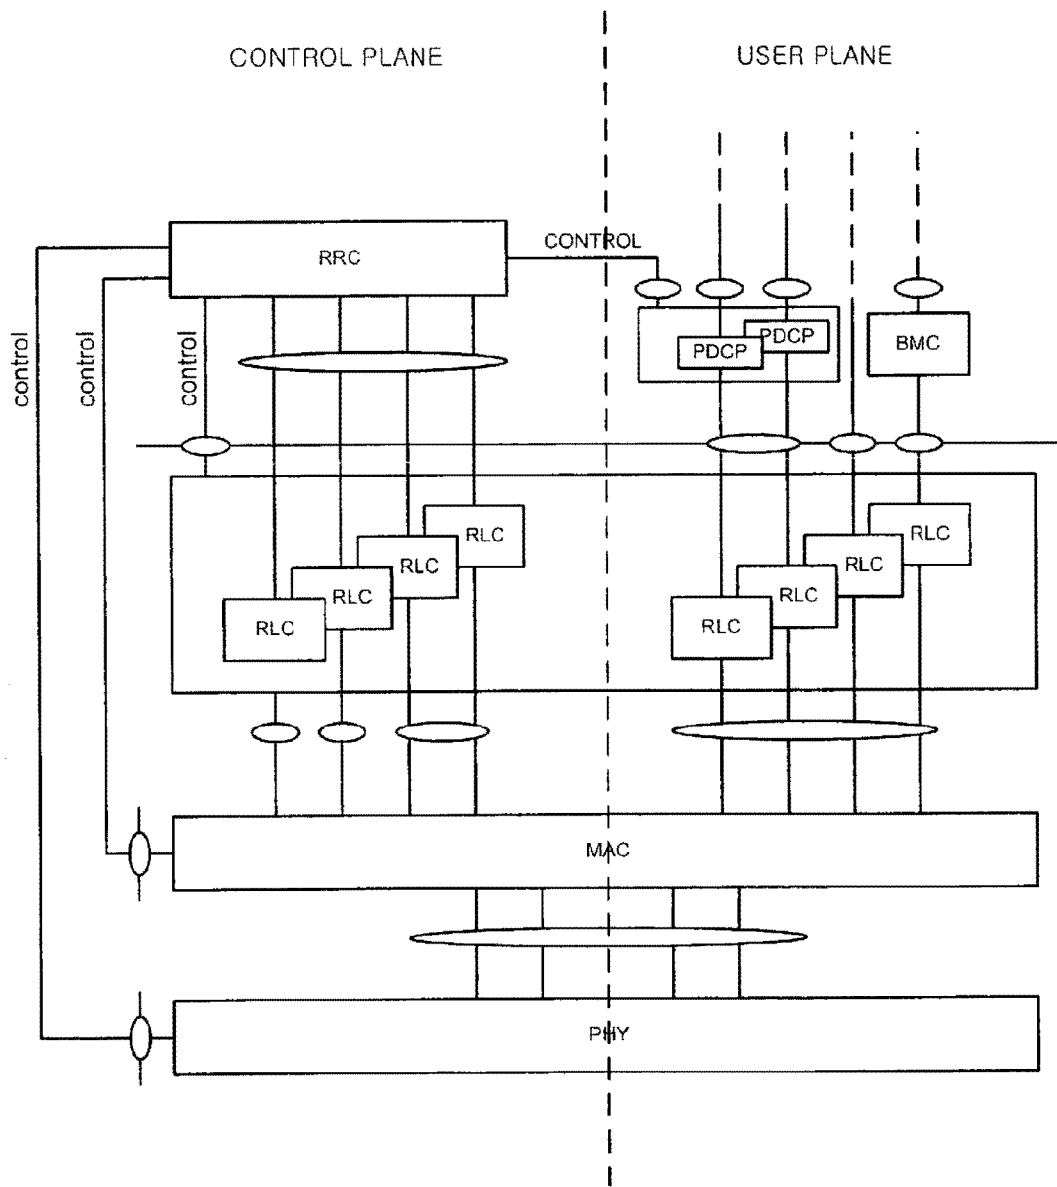 CONTROL PLANE
USER PLANE
RRC
CONTROL
control
control
control
PDCP
PDCP
BMC
RLC
RLC
RLC
RLC
RLC
RLC
RLC
RLC
MAC
PHY